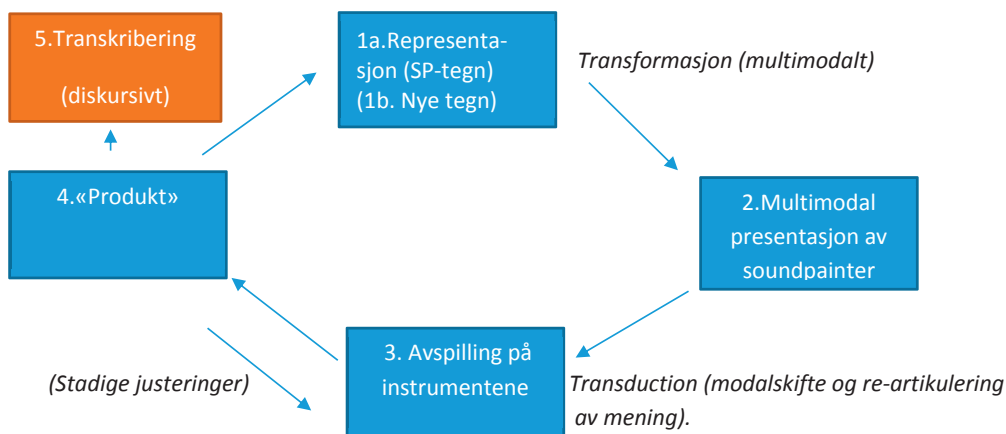 5.Transkribering
(diskursivt)
1a.Representa-
sjon (SP-tegn)
(1b. Nye tegn)
Transformasjon (multimodalt)
4.«Produkt»
2.Multimodal
presentasjon av
soundpainter
3. Avspilling på
instrumentene
(Stadige justeringer)
Transduction (modalskifte og re-artikulering
av mening).